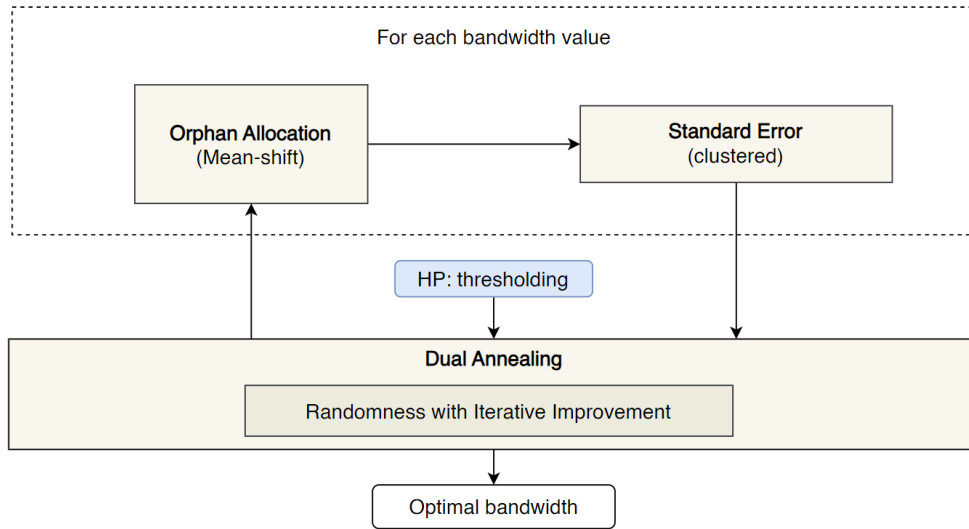 For each bandwidth value
Orphan Allocation
(Mean-shift)
Standard Error
(clustered)
HP: thresholding
Dual Annealing
Randomness with Iterative Improvement
Optimal bandwidth